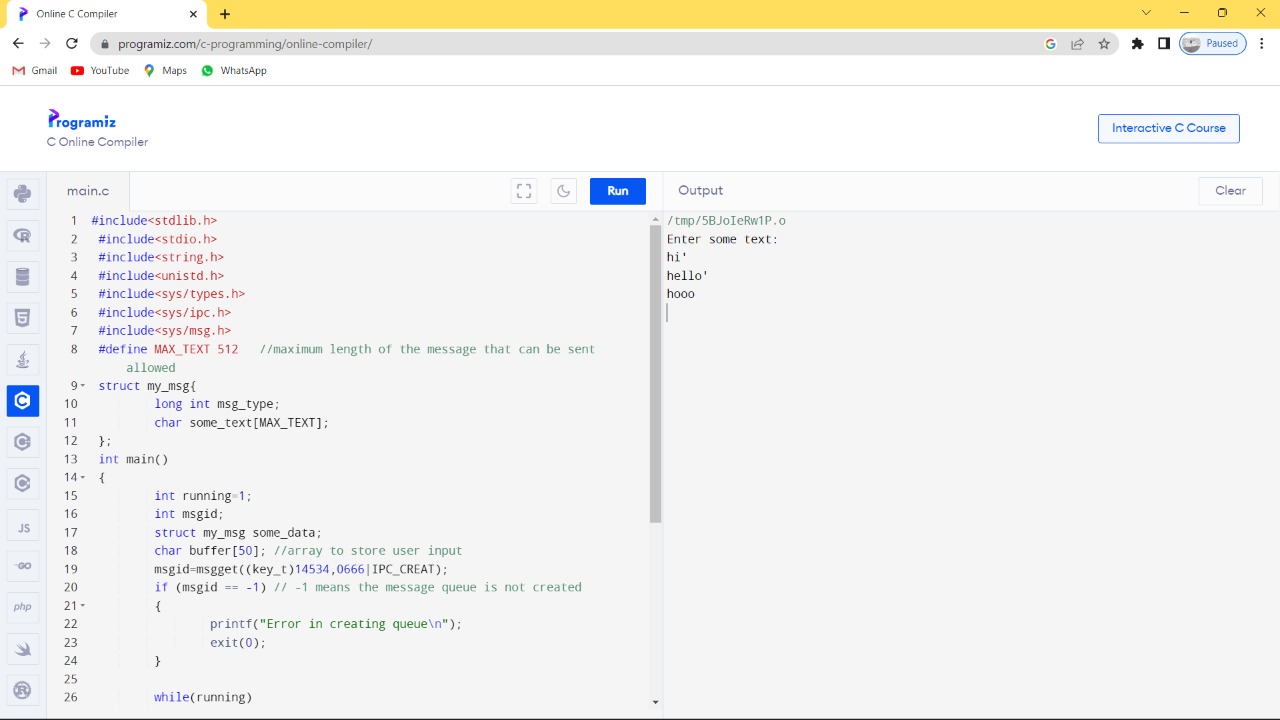 Online C Compiler
programiz.com/c-programming/online-compiler/
Paused
Gmail YouTube Maps WhatsApp
Programiz
C Online Compiler
Interactive C Course
main.c
Run
Output
Clear
1 #include<stdlib.h>
2 #include<stdio.h>
3 #include<string.h>
4 #include<unistd.h>
5 #include<sys/types.h>
6 #include<sys/ipc.h>
7 #include<sys/msg.h>
8 #define MAX_TEXT 512 //maximum length of the message that can be sent
allowed
9 struct my_msg{
10 long int msg_type;
11 char some_text[MAX_TEXT];
12 };
13 int main()
14 {
15 int running=1;
16 int msgid;
17 struct my_msg some_data;
18 char buffer[50]; //array to store user input
19 msgid=msgget((key_t)14534,0666|IPC_CREAT);
20 if (msgid == -1) // -1 means the message queue is not created
21 {
22 printf("Error in creating queue\n");
23 exit(0);
24 }
25
26 while(running)
/tmp/5BJoIeRw1P.o
Enter some text:
hi'
hello'
hooo
JS
GO
php